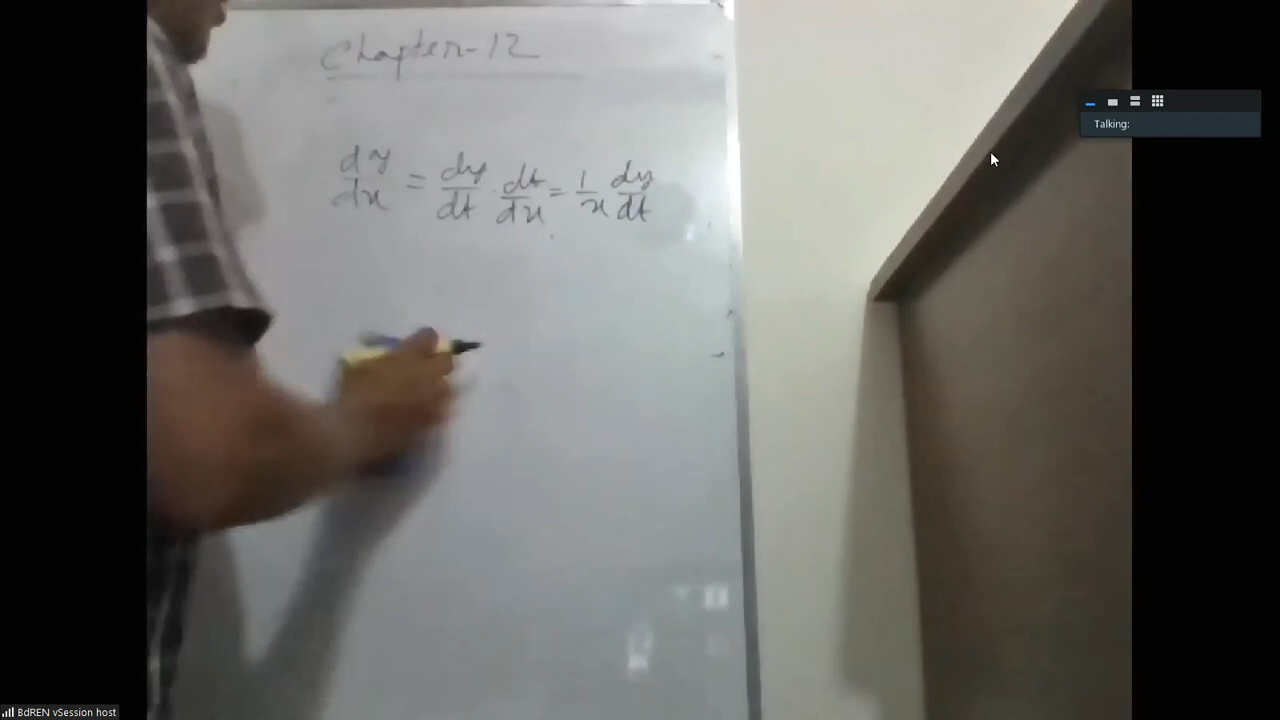 Chapter-12
dy/dx = dy/dt · dt/dx = 1/x dy/dt
Talking:
BdREN vSession host